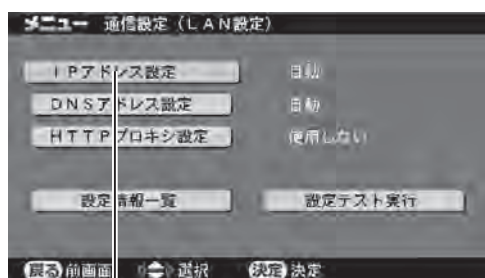 メニュー 通信設定（ＬＡＮ設定）
ＩＰアドレス設定 自動
ＤＮＳアドレス設定 自動
ＨＴＴＰプロキシ設定 使用しない
設定情報一覧 設定テスト実行
戻る 前画面 選択 決定 決定